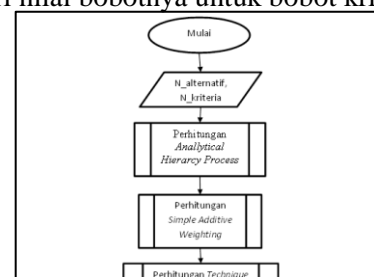 nilai bobotnya untuk bobot kri
Mulai
N_alternatif,
N_kriteria
Perhitungan
Anallytical
Hierarcy Process
Perhitungan
Simple Additive
Weighting
Perhitungan Technique